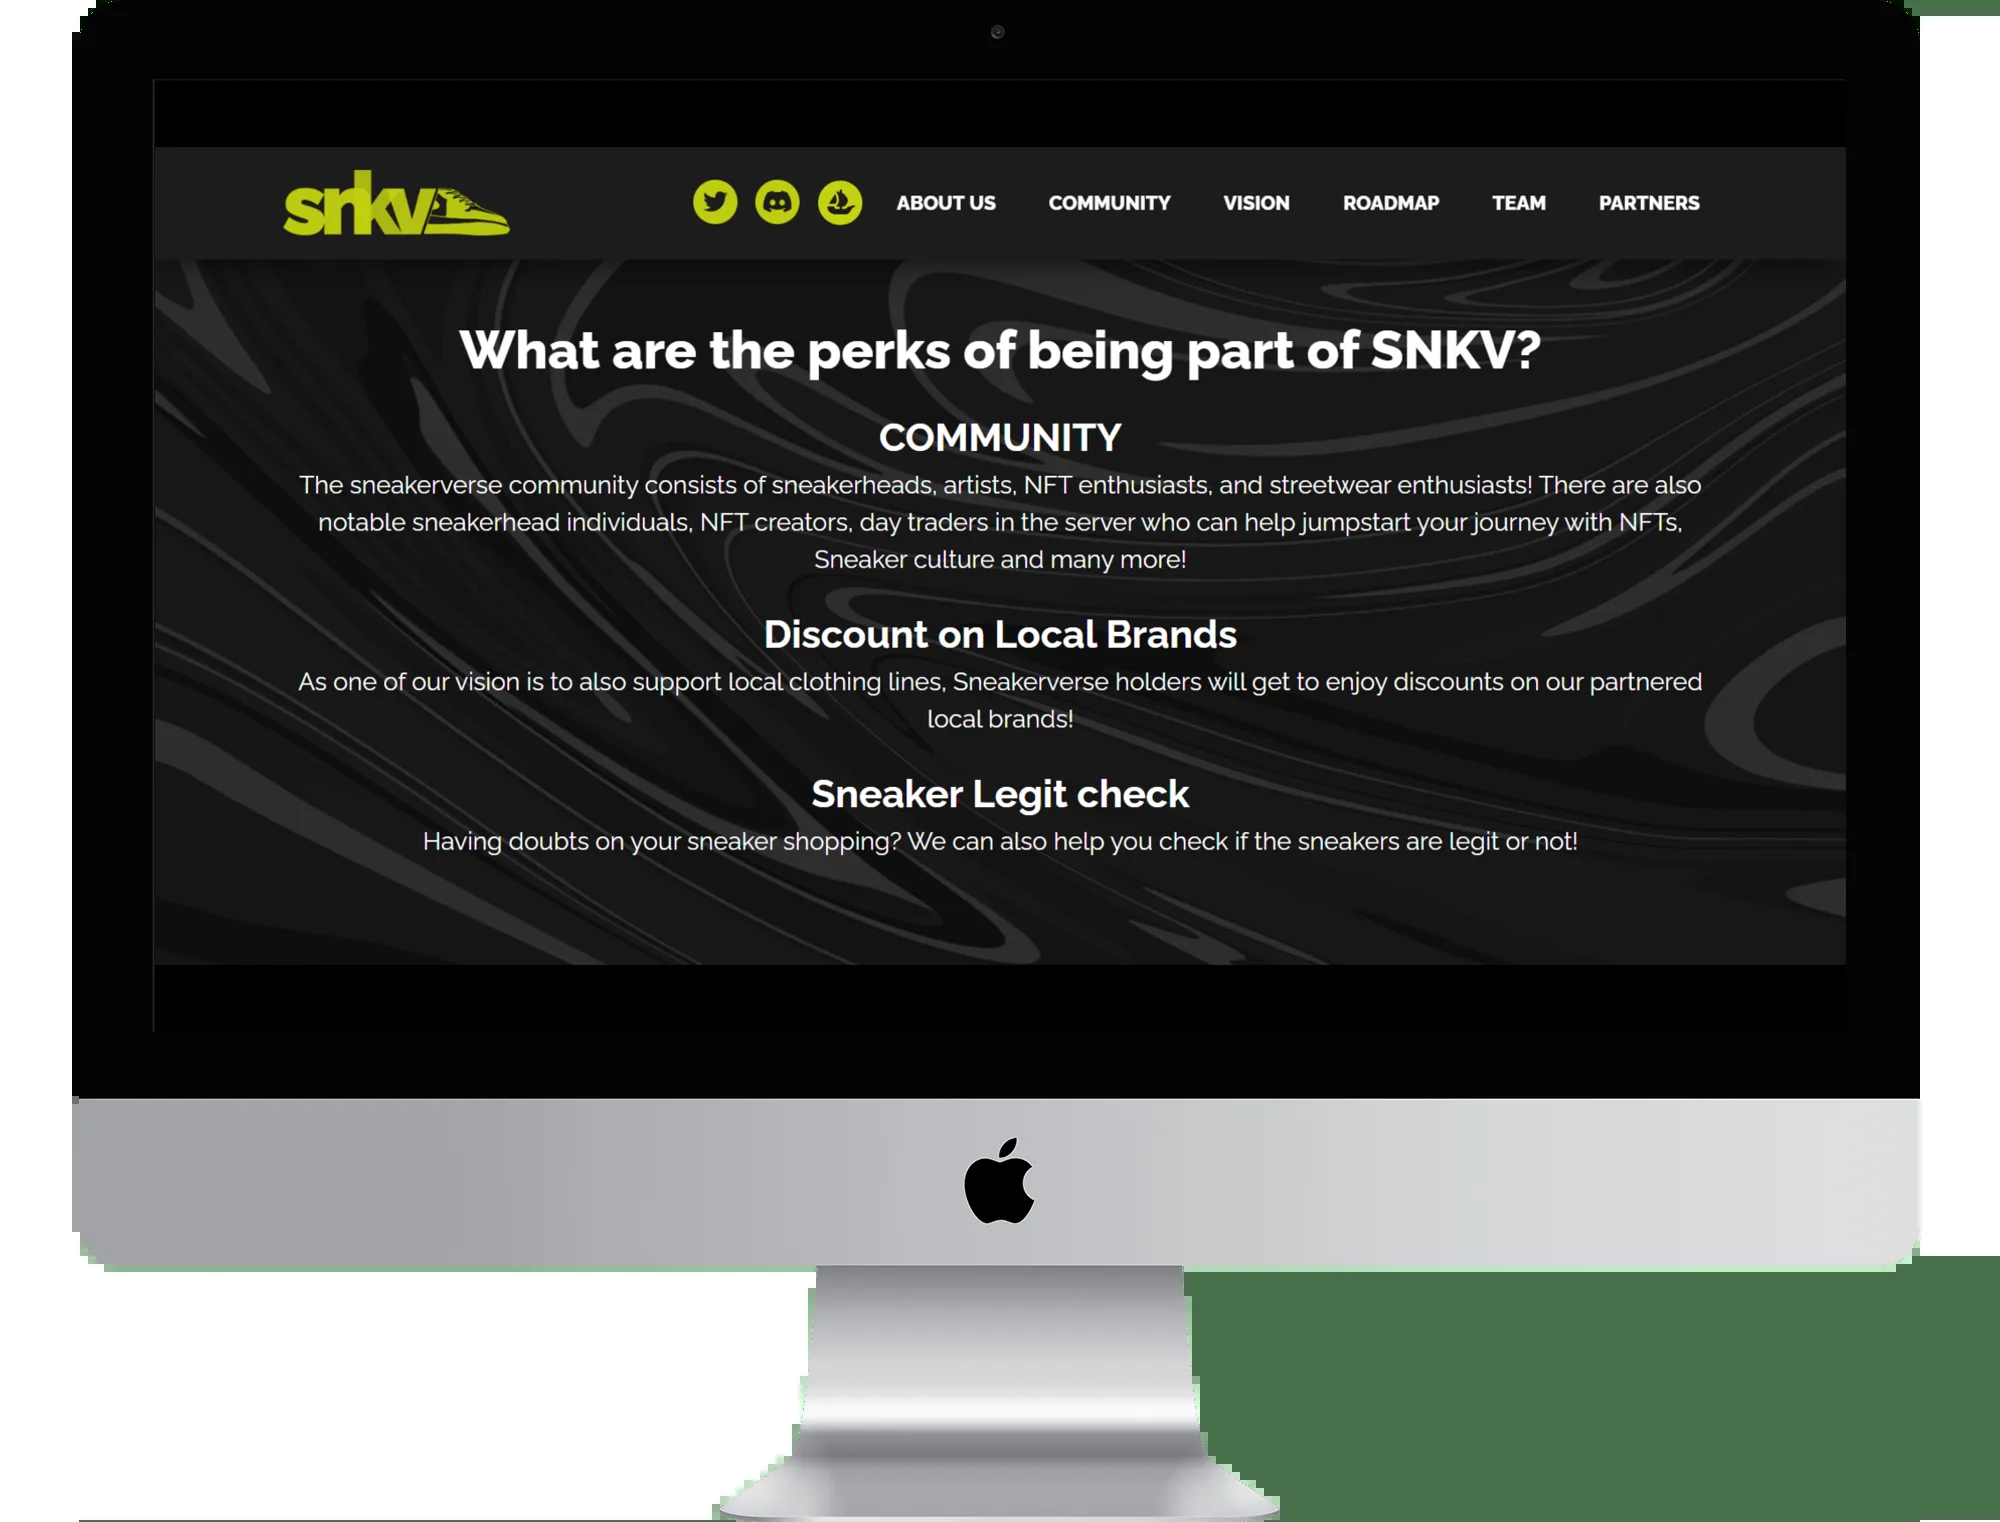 snkv
ABOUT US COMMUNITY VISION ROADMAP TEAM PARTNERS
What are the perks of being part of SNKV?
COMMUNITY
The sneakerverse community consists of sneakerheads, artists, NFT enthusiasts, and streetwear enthusiasts! There are also
notable sneakerhead individuals, NFT creators, day traders in the server who can help jumpstart your journey with NFTs,
Sneaker culture and many more!
Discount on Local Brands
As one of our vision is to also support local clothing lines, Sneakerverse holders will get to enjoy discounts on our partnered
local brands!
Sneaker Legit check
Having doubts on your sneaker shopping? We can also help you check if the sneakers are legit or not!